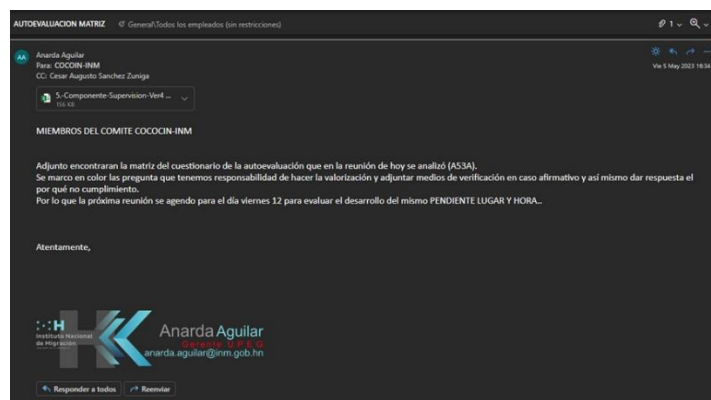 AUTOEVALUACION MATRIZ General\Todos los empleados (sin restricciones) 1
AA Anarda Aguilar
Para: COCOIN-INM
CC: Cesar Augusto Sanchez Zuniga
Vie 5 May 2023 16:34
5.-Componente-Supervision-Ver4 ...
156 KB
MIEMBROS DEL COMITE COCOCIN-INM
Adjunto encontraran la matriz del cuestionario de la autoevaluación que en la reunión de hoy se analizó (A53A).
Se marco en color las pregunta que tenemos responsabilidad de hacer la valorización y adjuntar medios de verificación en caso afirmativo y así mismo dar respuesta el
por qué no cumplimiento.
Por lo que la próxima reunión se agendo para el día viernes 12 para evaluar el desarrollo del mismo PENDIENTE LUGAR Y HORA..
Atentamente,
H
Instituto Nacional
de Migración
Anarda Aguilar
Gerente U P E G
anarda.aguilar@inm.gob.hn
Responder a todos Reenviar